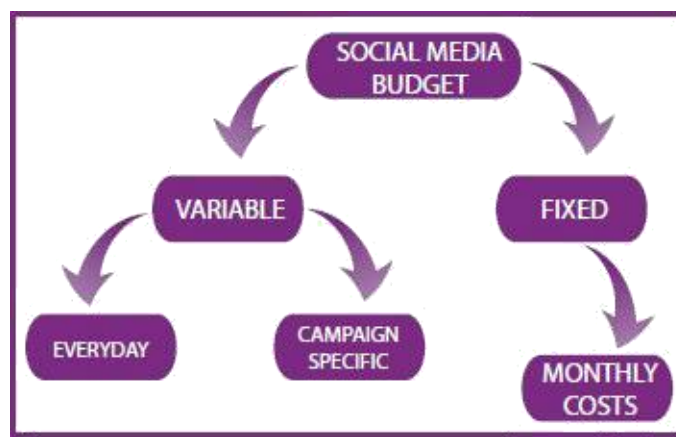 SOCIAL MEDIA
BUDGET
VARIABLE
FIXED
EVERYDAY
CAMPAIGN
SPECIFIC
MONTHLY
COSTS